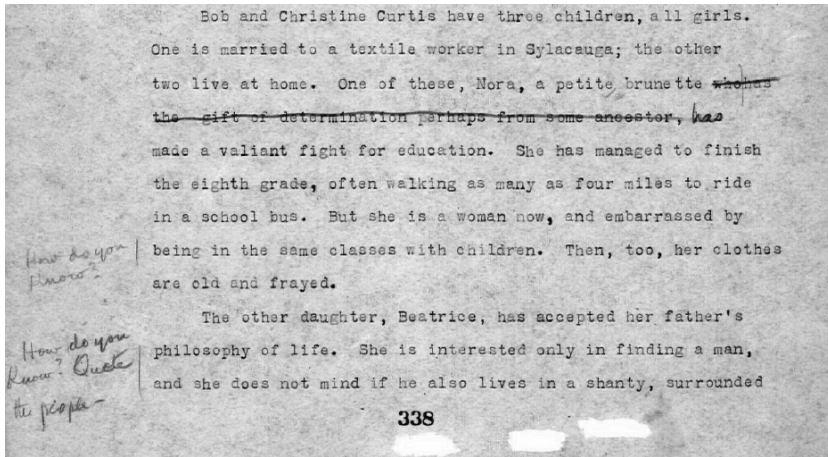 Bob and Christine Curtis have three children, all girls.
One is married to a textile worker in Sylacauga; the other
two live at home. One of these, Nora, a petite brunette who has
the gift of determination perhaps from some ancestor, has
made a valiant fight for education. She has managed to finish
the eighth grade, often walking as many as four miles to ride
in a school bus. But she is a woman now, and embarrassed by
How do you
being in the same classes with children. Then, too, her clothes
know?
are old and frayed.
The other daughter, Beatrice, has accepted her father's
How do you
philosophy of life. She is interested only in finding a man,
know? Quote
and she does not mind if he also lives in a shanty, surrounded
the people-
338